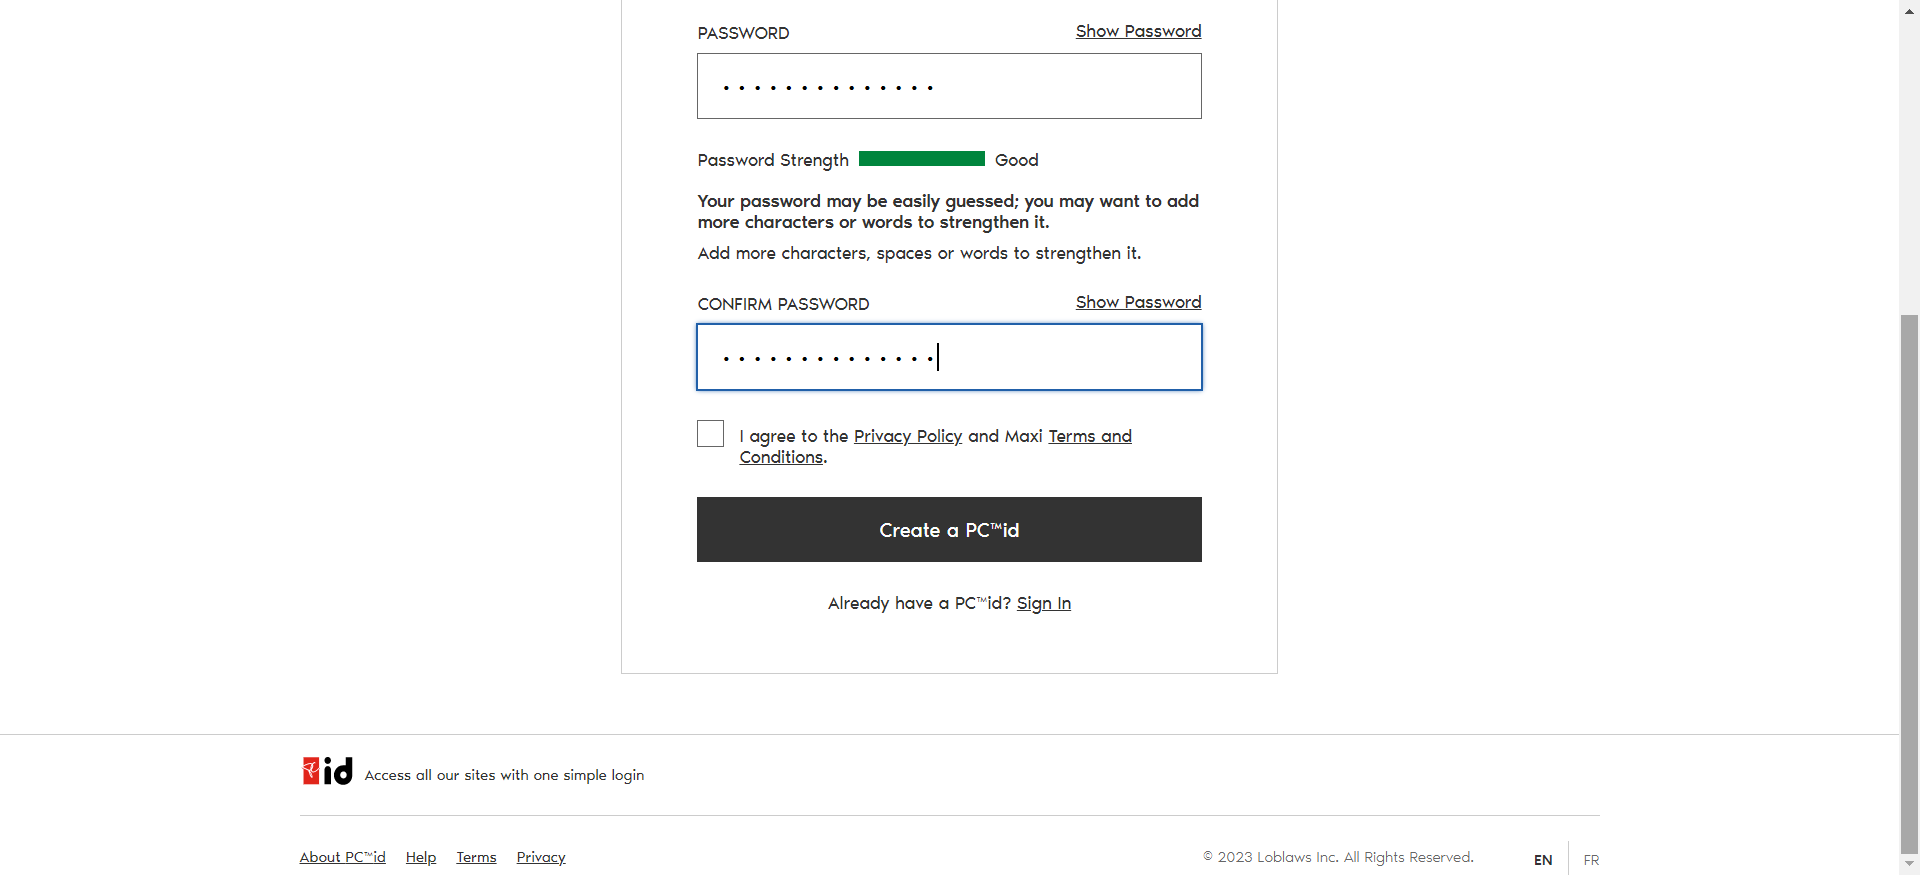 PASSWORD
Show Password
Password Strength
Good
Your password may be easily guessed; you may want to add
more characters or words to strengthen it.
Add more characters, spaces or words to strengthen it.
CONFIRM PASSWORD
Show Password
I agree to the Privacy Policy and Maxi Terms and
Conditions.
Create a PC™id
Already have a PC™id? Sign In
id
Access all our sites with one simple login
About PC™id
Help
Terms
Privacy
© 2023 Loblaws Inc. All Rights Reserved.
EN
FR